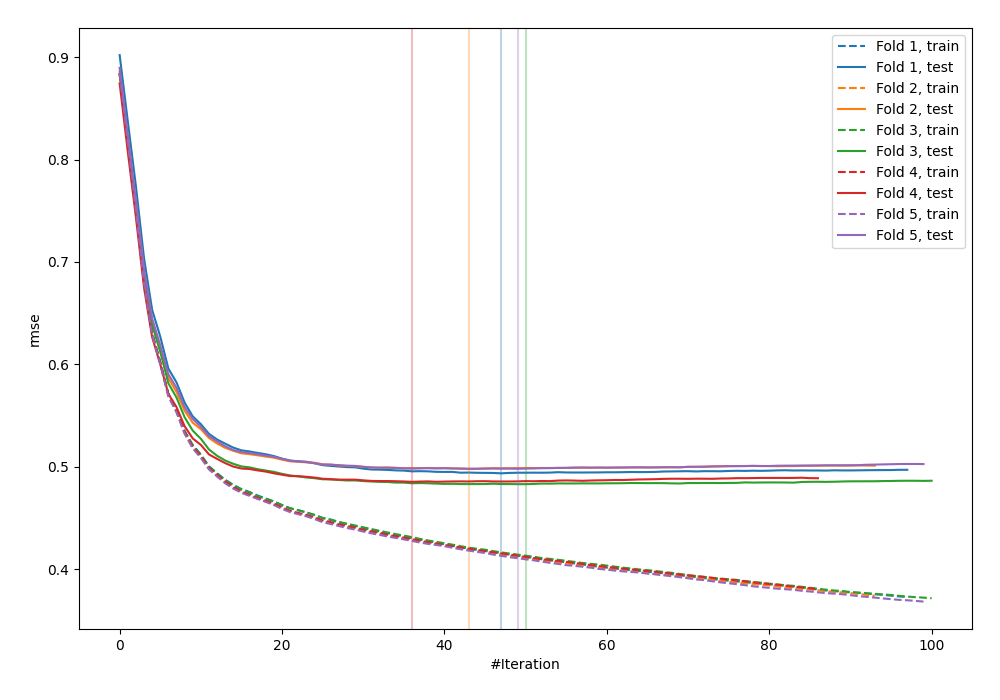 0.9
0.8
0.7
0.6
0.5
0.4
rmse
0
20
40
60
80
100
#Iteration
Fold 1, train
Fold 1, test
Fold 2, train
Fold 2, test
Fold 3, train
Fold 3, test
Fold 4, train
Fold 4, test
Fold 5, train
Fold 5, test